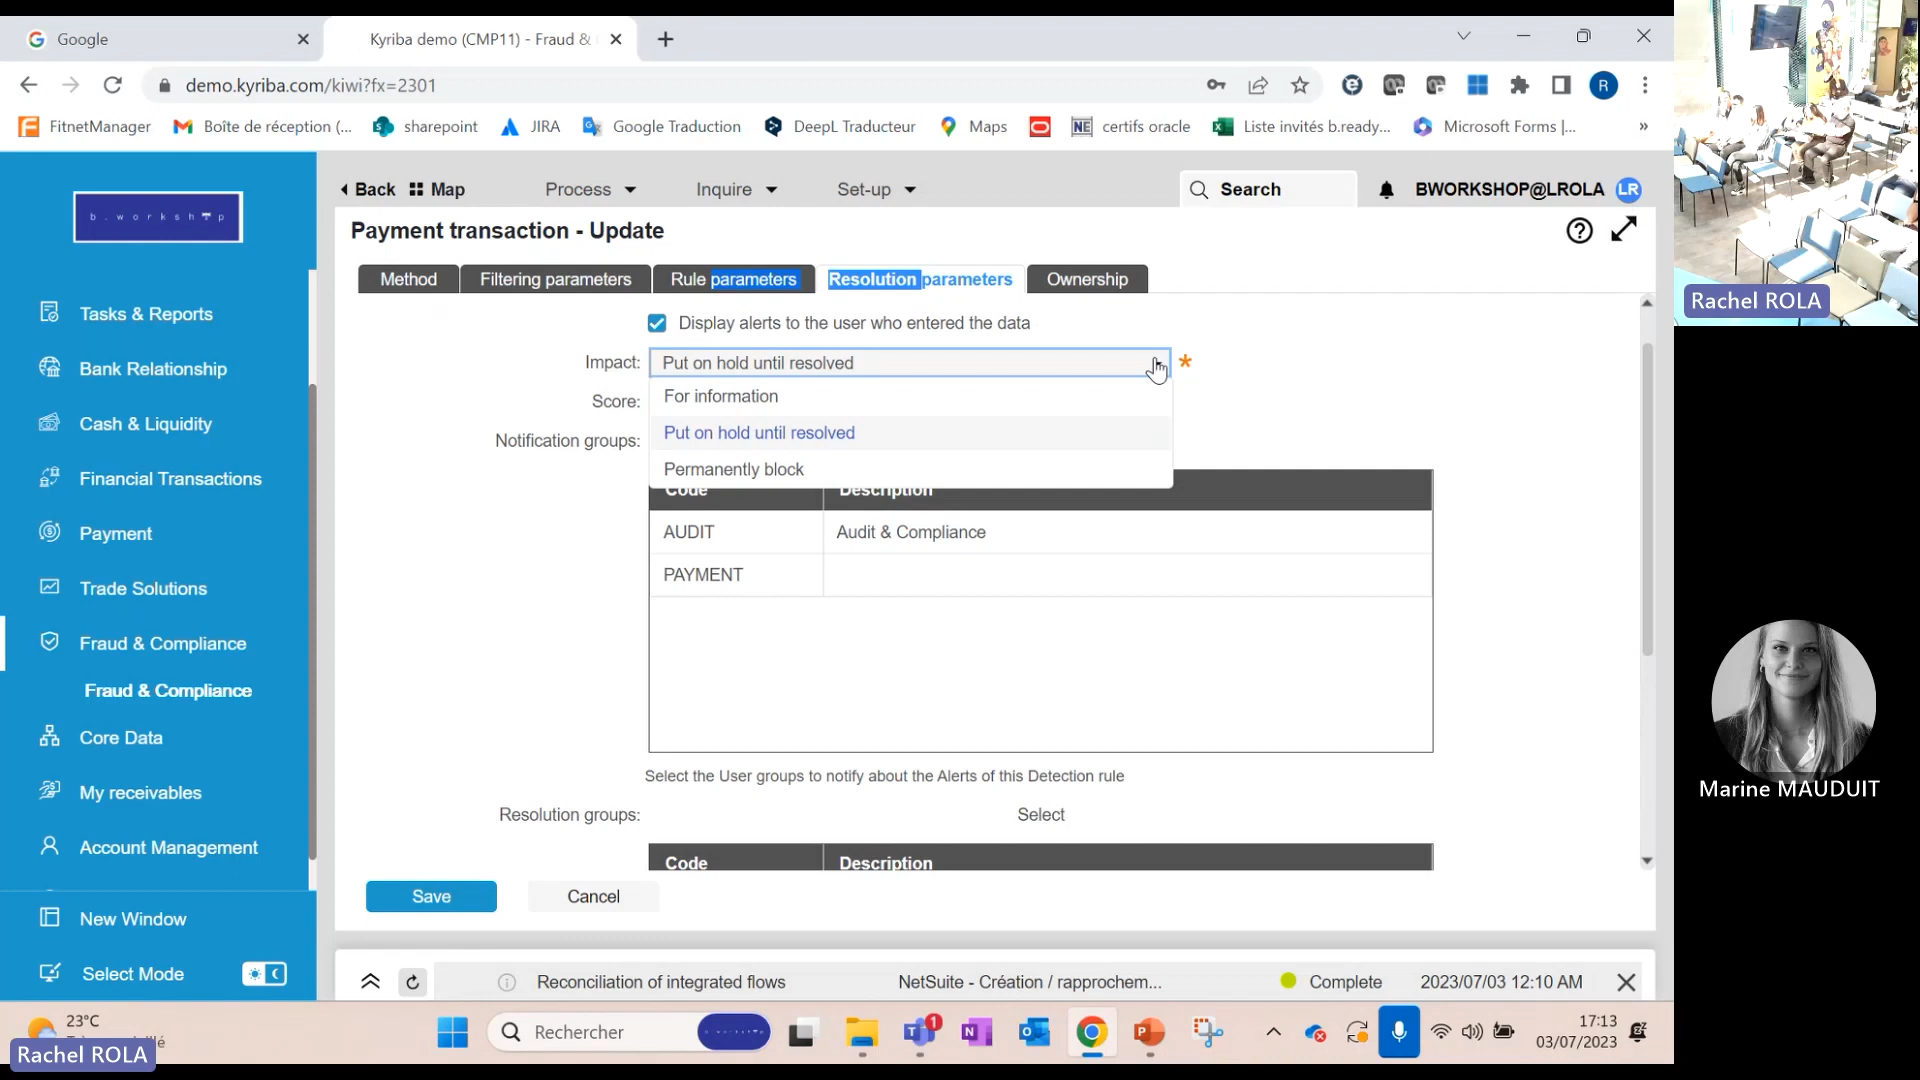 Google
Kyriba demo (CMP11) - Fraud &
demo.kyriba.com/kiwi?fx=2301
R
FitnetManager
Boîte de réception (...
sharepoint
JIRA
Google Traduction
DeepL Traducteur
Maps
NE certifs oracle
Liste invités b.ready...
Microsoft Forms |...
»
b.workshop
Back
Map
Process
Inquire
Set-up
Search
BWORKSHOP@LROLA
LR
Payment transaction - Update
Method
Filtering parameters
Rule parameters
Resolution parameters
Ownership
Tasks & Reports
Bank Relationship
Cash & Liquidity
Financial Transactions
Payment
Trade Solutions
Fraud & Compliance
Fraud & Compliance
Core Data
My receivables
Account Management
New Window
Select Mode
Display alerts to the user who entered the data
Impact:
Put on hold until resolved
*
For information
Put on hold until resolved
Permanently block
Score:
Notification groups:
Code
Description
AUDIT
Audit & Compliance
PAYMENT
Select the User groups to notify about the Alerts of this Detection rule
Resolution groups:
Select
Code
Description
Save
Cancel
Reconciliation of integrated flows
NetSuite - Création / rapprochem...
Complete
2023/07/03 12:10 AM
23°C
Rechercher
1
17:13
03/07/2023
Rachel ROLA
Rachel ROLA
Marine MAUDUIT